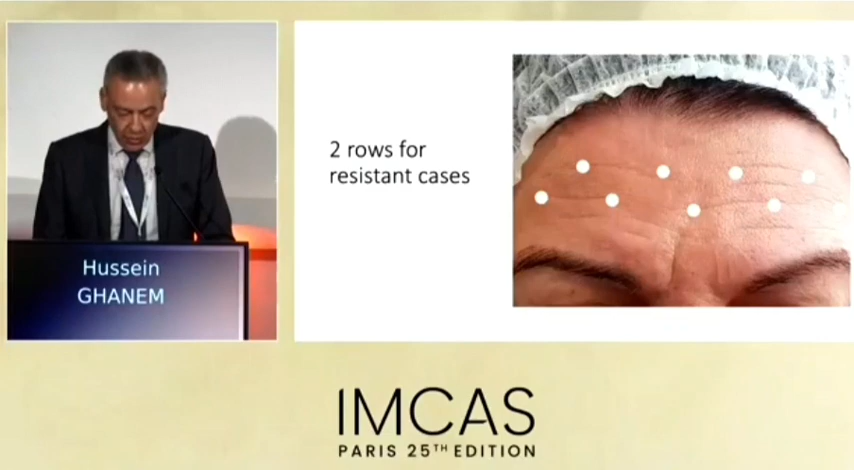 2 rows for
resistant cases
Hussein
GHANEM
IMCAS
PARIS 25TH EDITION